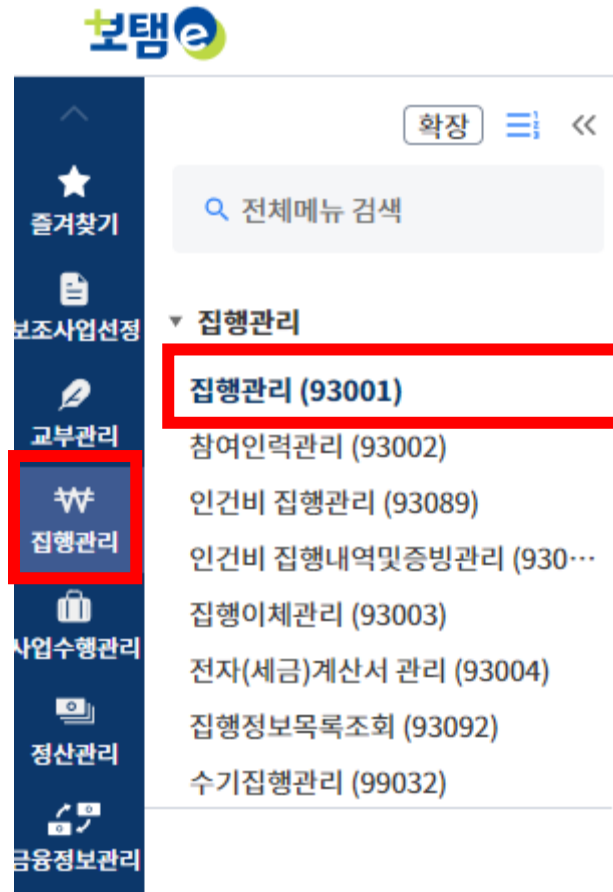 보탬e
확장
전체메뉴 검색
즐겨찾기
보조사업선정
교부관리
집행관리
사업수행관리
정산관리
금융정보관리
집행관리
집행관리 (93001)
참여인력관리 (93002)
인건비 집행관리 (93089)
인건비 집행내역및증빙관리 (930…
집행이체관리 (93003)
전자(세금)계산서 관리 (93004)
집행정보목록조회 (93092)
수기집행관리 (99032)